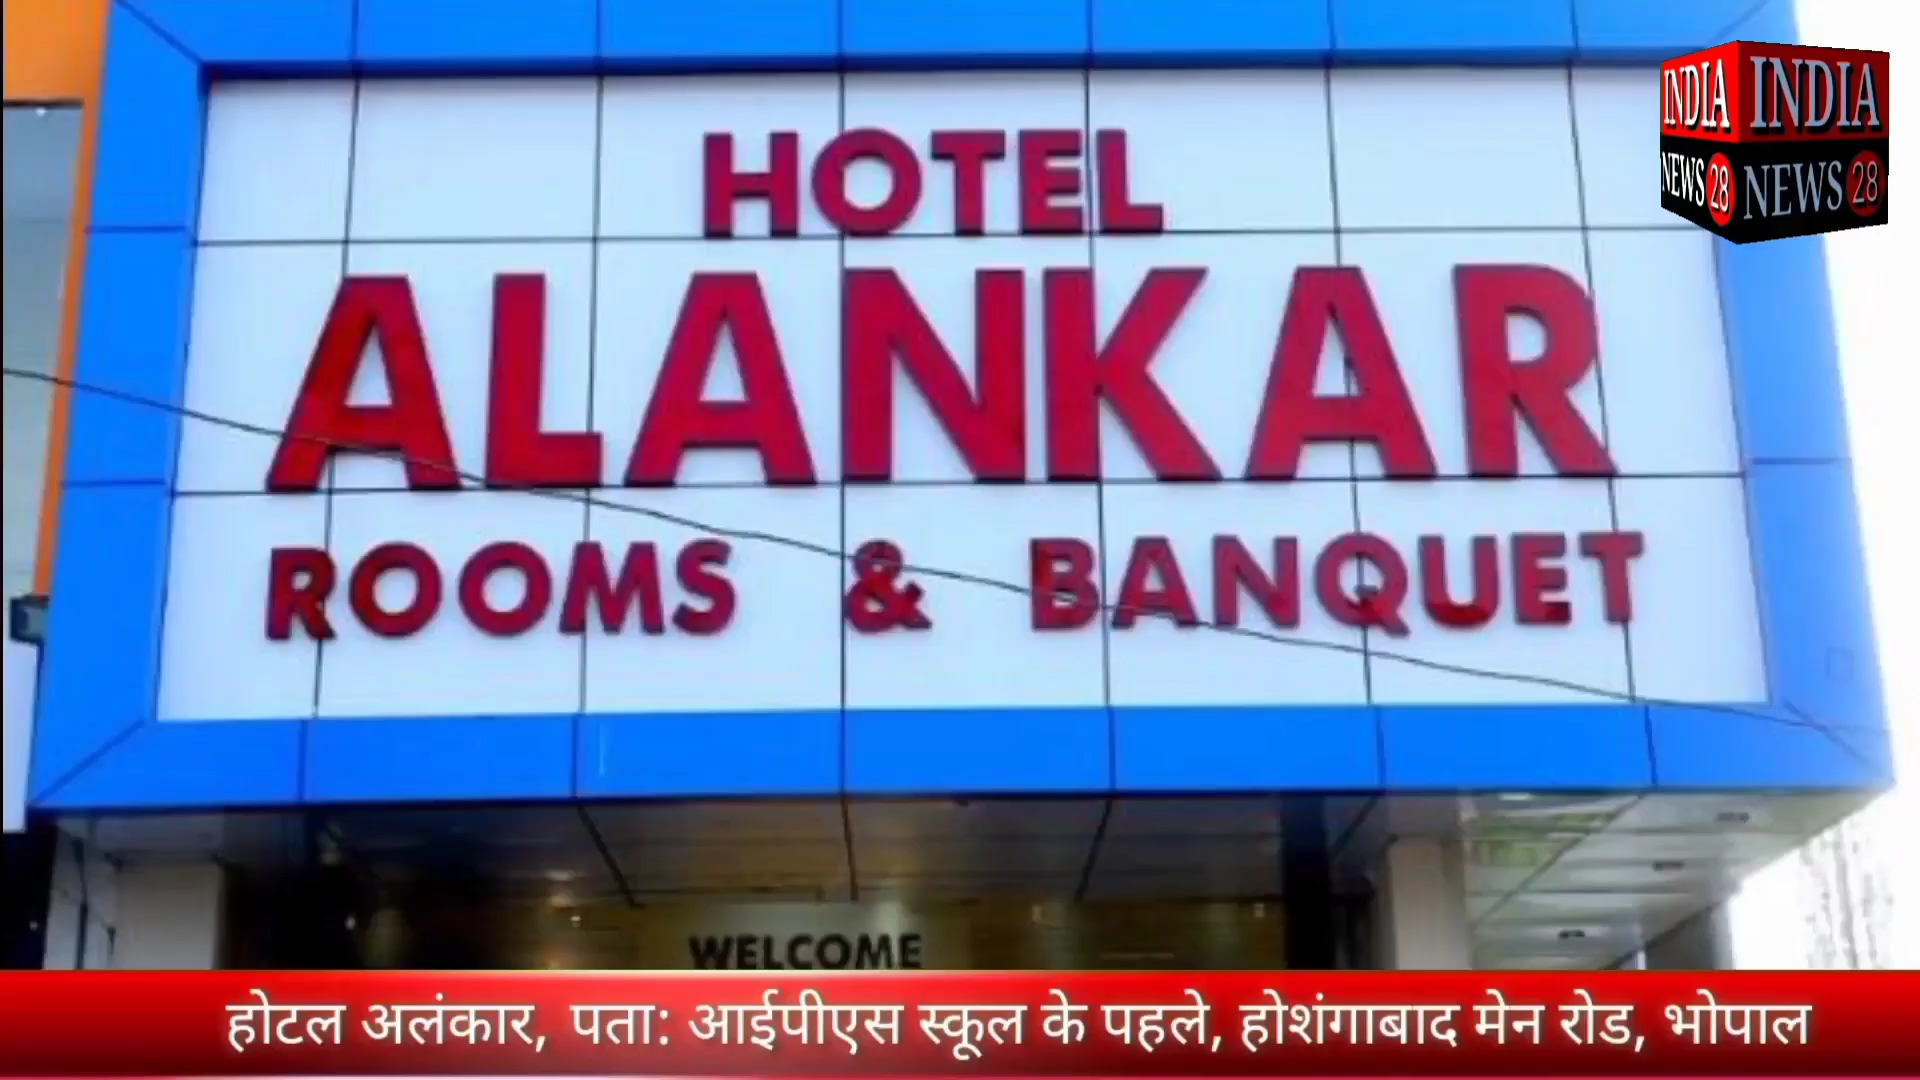 HOTEL
ALANKAR
ROOMS & BANQUET
WELCOME
INDIA INDIA
NEWS 28 NEWS 28
होटल अलंकार, पता: आईपीएस स्कूल के पहले, होशंगाबाद मेन रोड, भोपाल